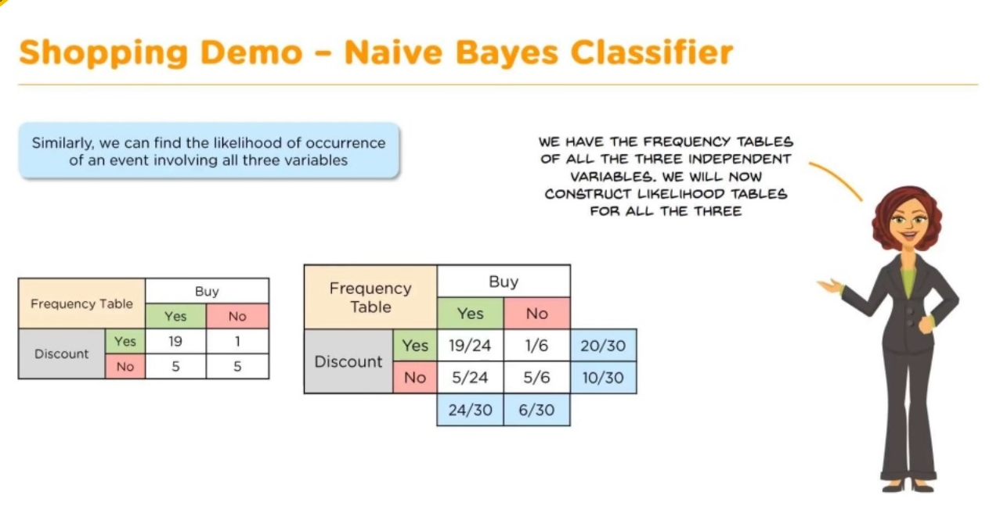 Shopping Demo – Naive Bayes Classifier
Similarly, we can find the likelihood of occurrence
of an event involving all three variables
WE HAVE THE FREQUENCY TABLES
OF ALL THE THREE INDEPENDENT
VARIABLES. WE WILL NOW
CONSTRUCT LIKELIHOOD TABLES
FOR ALL THE THREE
Frequency Table Buy
Yes No
Discount Yes 19 1
No 5 5
Frequency
Table
Buy
Yes No
Discount Yes 19/24 1/6 20/30
No 5/24 5/6 10/30
24/30 6/30